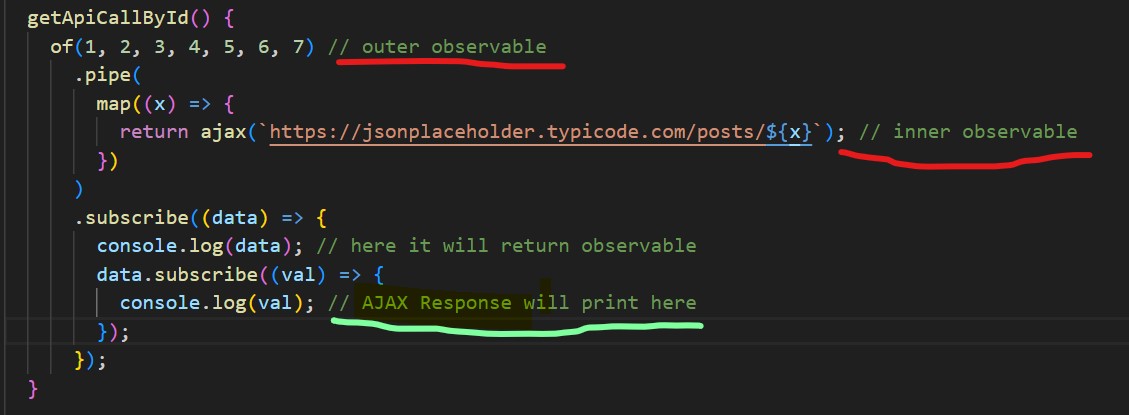 getApiCallById() {
of(1, 2, 3, 4, 5, 6, 7) // outer observable
.pipe(
map((x) => {
return ajax(`https://jsonplaceholder.typicode.com/posts/${x}`); // inner observable
})
)
.subscribe((data) => {
console.log(data); // here it will return observable
data.subscribe((val) => {
console.log(val); // AJAX Response will print here
});
});
}